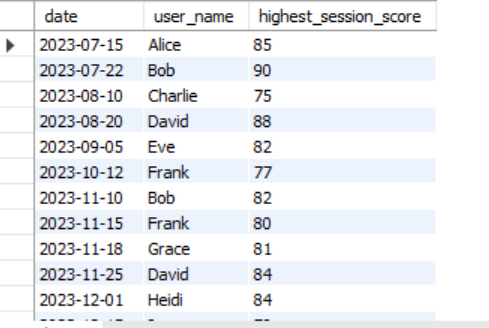 date user_name highest_session_score
2023-07-15 Alice 85
2023-07-22 Bob 90
2023-08-10 Charlie 75
2023-08-20 David 88
2023-09-05 Eve 82
2023-10-12 Frank 77
2023-11-10 Bob 82
2023-11-15 Frank 80
2023-11-18 Grace 81
2023-11-25 David 84
2023-12-01 Heidi 84